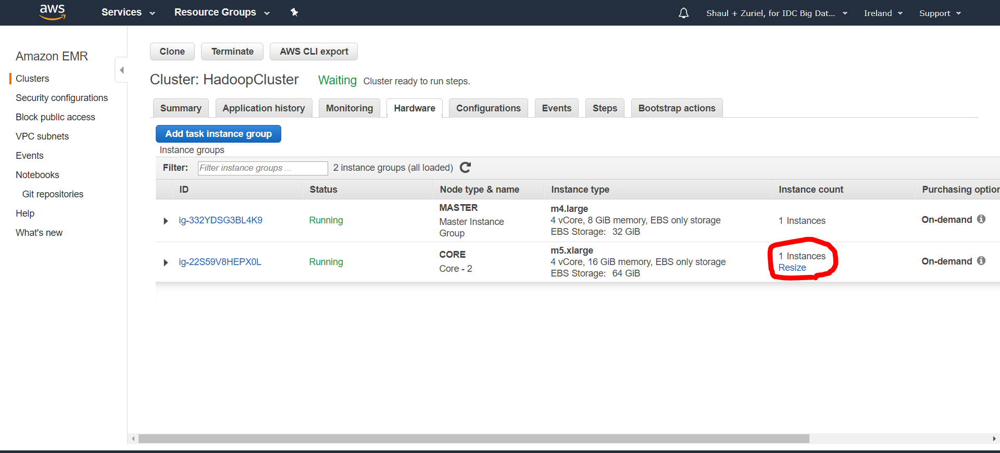 aws Services Resource Groups Shaul + Zuriel, for IDC Big Dat... Ireland Support
Amazon EMR
Clusters
Security configurations
Block public access
VPC subnets
Events
Notebooks
Git repositories
Help
What's new
Clone Terminate AWS CLI export
Cluster: HadoopCluster Waiting Cluster ready to run steps.
Summary Application history Monitoring Hardware Configurations Events Steps Bootstrap actions
Add task instance group
Instance groups
Filter: Filter instance groups ... 2 instance groups (all loaded)
ID Status Node type & name Instance type Instance count Purchasing option
ig-332YDSG3BL4K9 Running MASTER
Master Instance
Group
m4.large
4 vCore, 8 GiB memory, EBS only storage
EBS Storage: 32 GiB
1 Instances
On-demand
ig-22S59V8HEPX0L Running CORE
Core - 2
m5.xlarge
4 vCore, 16 GiB memory, EBS only storage
EBS Storage: 64 GiB
1 Instances
Resize
On-demand